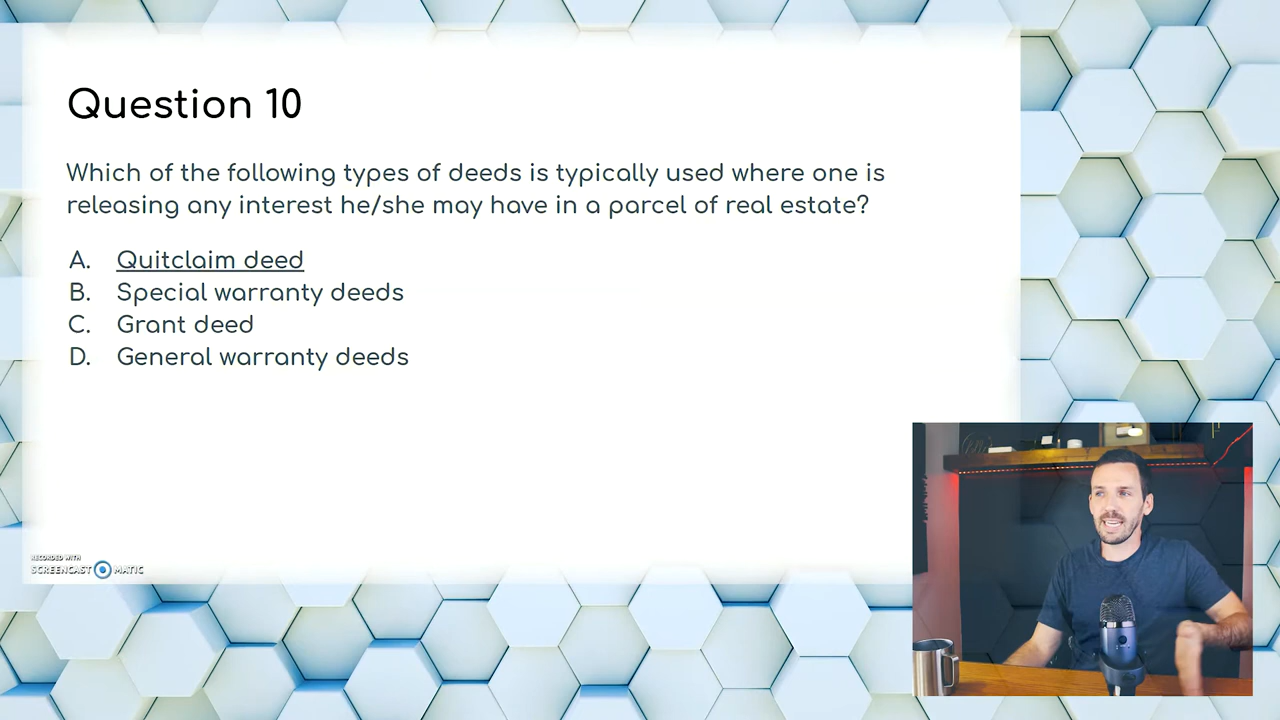 Question 10
Which of the following types of deeds is typically used where one is
releasing any interest he/she may have in a parcel of real estate?
A. Quitclaim deed
B. Special warranty deeds
C. Grant deed
D. General warranty deeds
RECORDED WITH
SCREENCAST MATIC